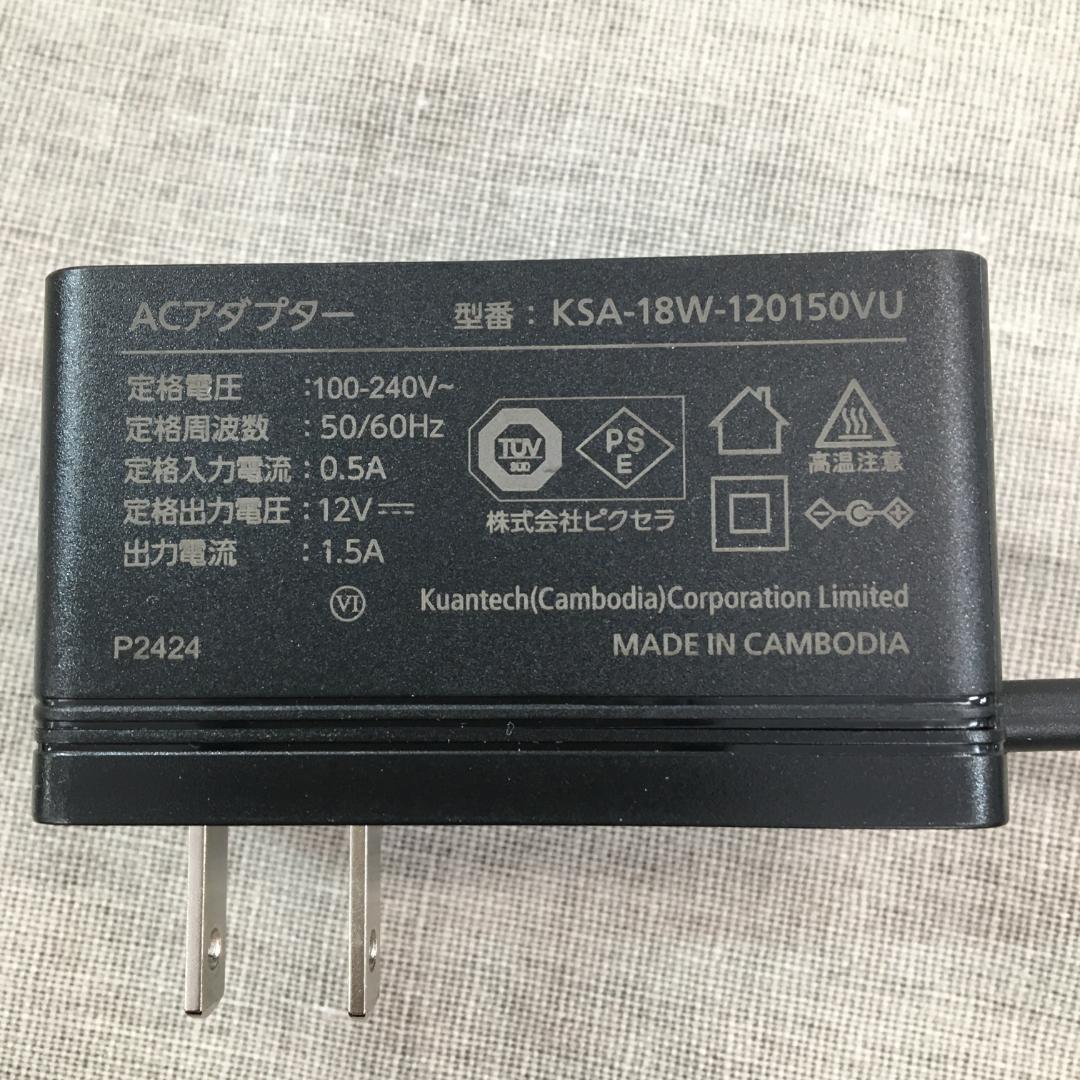 ACアダプター 型番：KSA-18W-120150VU
定格電圧 :100-240V~
定格周波数 : 50/60Hz
定格入力電流 : 0.5A
定格出力電圧 : 12V⎓
出力電流 : 1.5A
TÜV
SÜD
PS
E
株式会社ピクセラ
高温注意
VI
Kuantech(Cambodia)Corporation Limited
P2424
MADE IN CAMBODIA